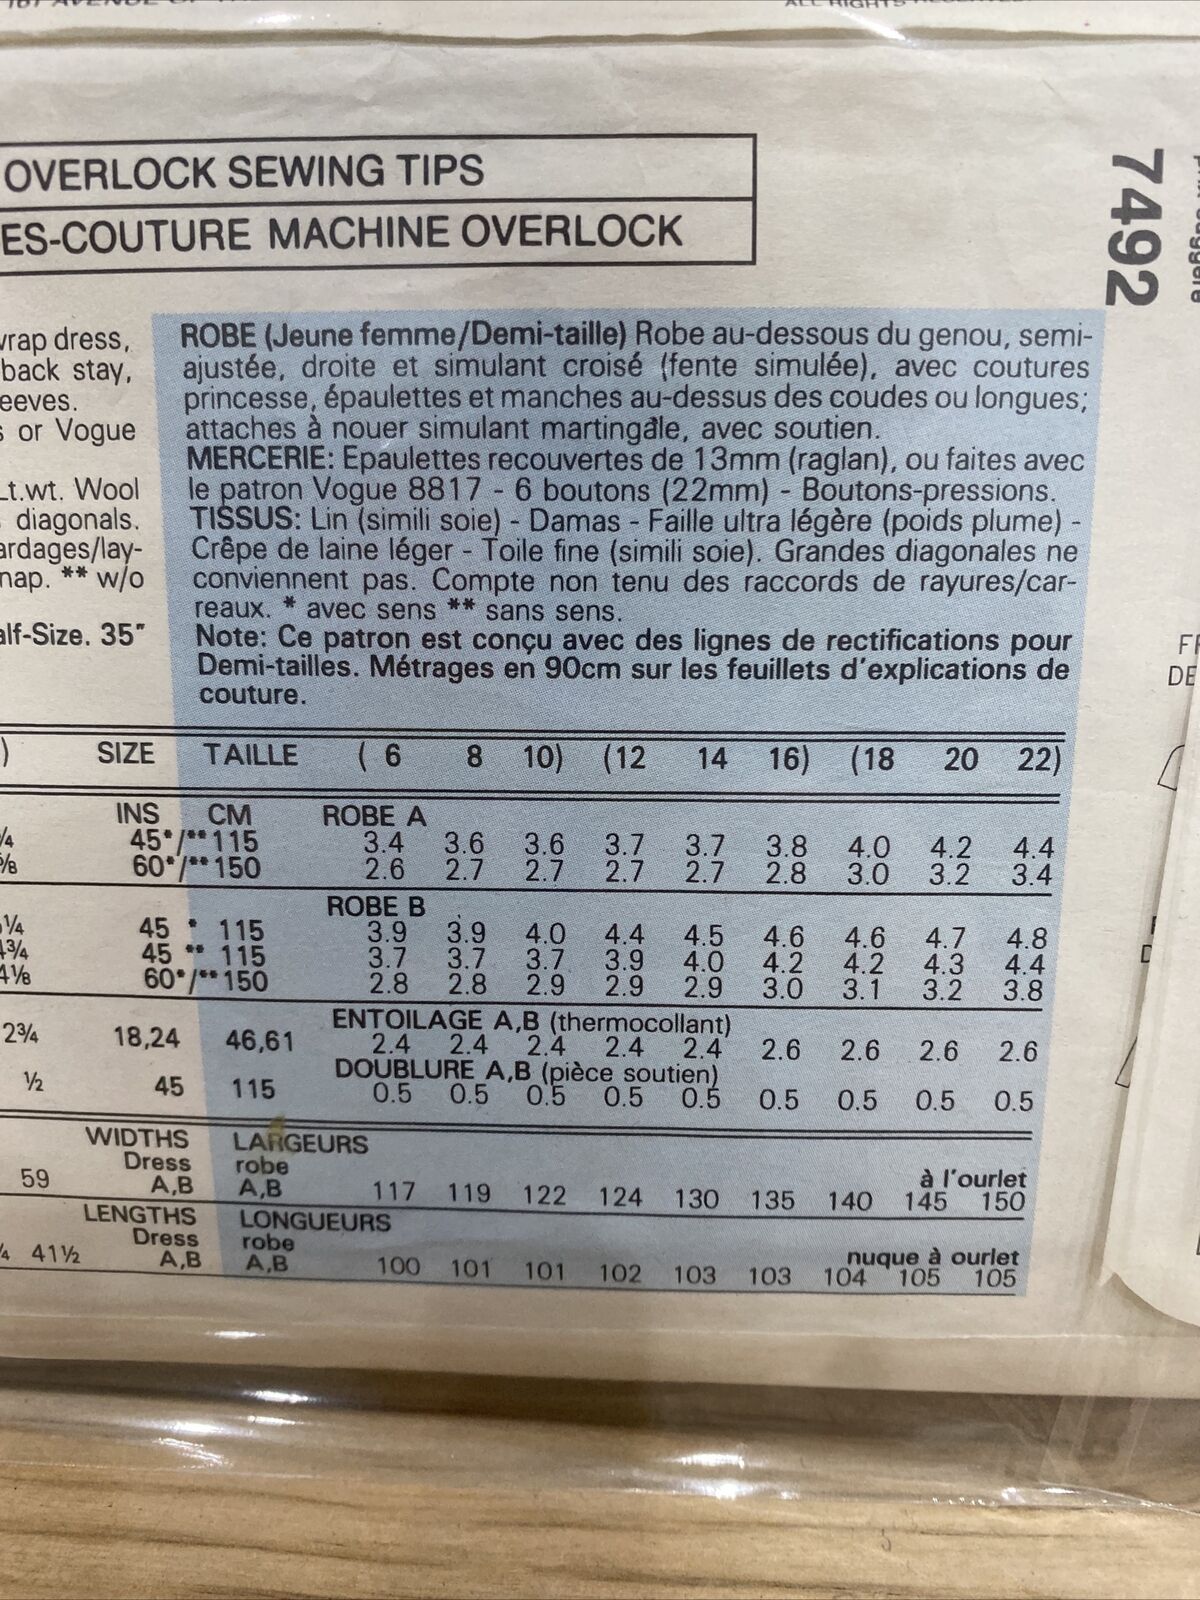 ALL RIGHTS
OVERLOCK SEWING TIPS
ES-COUTURE MACHINE OVERLOCK
7492
wrap dress,
back stay,
eeves.
s or Vogue
Lt.wt. Wool
diagonals.
ardages/lay-
nap. ** w/o
alf-Size. 35"
ROBE (Jeune femme/Demi-taille) Robe au-dessous du genou, semi-
ajustée, droite et simulant croisé (fente simulée), avec coutures
princesse, épaulettes et manches au-dessus des coudes ou longues;
attaches à nouer simulant martingale, avec soutien.
MERCERIE: Epaulettes recouvertes de 13mm (raglan), ou faites avec
le patron Vogue 8817 - 6 boutons (22mm) - Boutons-pressions.
TISSUS: Lin (simili soie) - Damas - Faille ultra légère (poids plume) -
Crêpe de laine léger - Toile fine (simili soie). Grandes diagonales ne
conviennent pas. Compte non tenu des raccords de rayures/car-
reaux. * avec sens ** sans sens.
Note: Ce patron est conçu avec des lignes de rectifications pour
Demi-tailles. Métrages en 90cm sur les feuillets d'explications de
couture.
) SIZE TAILLE ( 6 8 10) (12 14 16) (18 20 22)
INS CM ROBE A
¼ 45*/** 115 3.4 3.6 3.6 3.7 3.7 3.8 4.0 4.2 4.4
⅝ 60*/** 150 2.6 2.7 2.7 2.7 2.7 2.8 3.0 3.2 3.4
ROBE B
¼ 45 * 115 3.9 3.9 4.0 4.4 4.5 4.6 4.6 4.7 4.8
¾ 45 ** 115 3.7 3.7 3.7 3.9 4.0 4.2 4.2 4.3 4.4
4⅛ 60*/** 150 2.8 2.8 2.9 2.9 2.9 3.0 3.1 3.2 3.8
ENTOILAGE A,B (thermocollant)
2¾ 18,24 46,61 2.4 2.4 2.4 2.4 2.4 2.6 2.6 2.6 2.6
DOUBLURE A,B (pièce soutien)
½ 45 115 0.5 0.5 0.5 0.5 0.5 0.5 0.5 0.5 0.5
WIDTHS LARGEURS
Dress robe à l'ourlet
59 A,B A,B 117 119 122 124 130 135 140 145 150
LENGTHS LONGUEURS
Dress robe nuque à ourlet
41½ A,B A,B 100 101 101 102 103 103 104 105 105